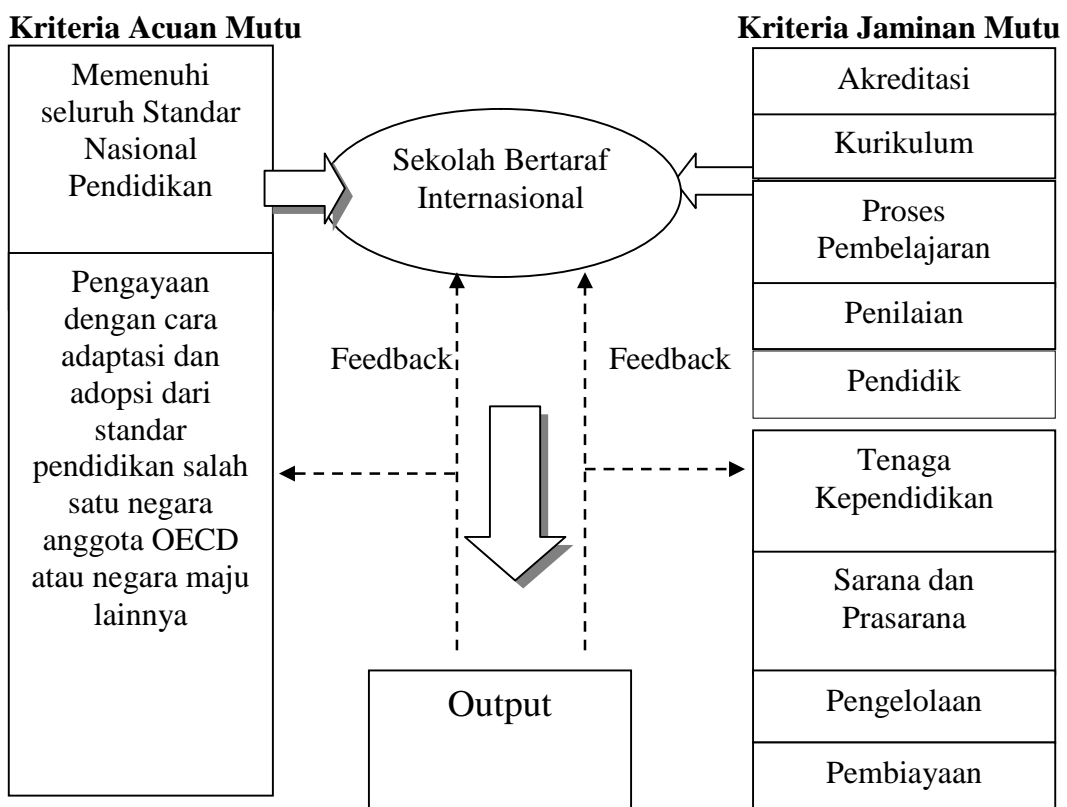 Kriteria Acuan Mutu
Kriteria Jaminan Mutu
Memenuhi
seluruh Standar
Nasional
Pendidikan
Pengayaan
dengan cara
adaptasi dan
adopsi dari
standar
pendidikan salah
satu negara
anggota OECD
atau negara maju
lainnya
Sekolah Bertaraf
Internasional
Feedback
Feedback
Output
Akreditasi
Kurikulum
Proses
Pembelajaran
Penilaian
Pendidik
Tenaga
Kependidikan
Sarana dan
Prasarana
Pengelolaan
Pembiayaan